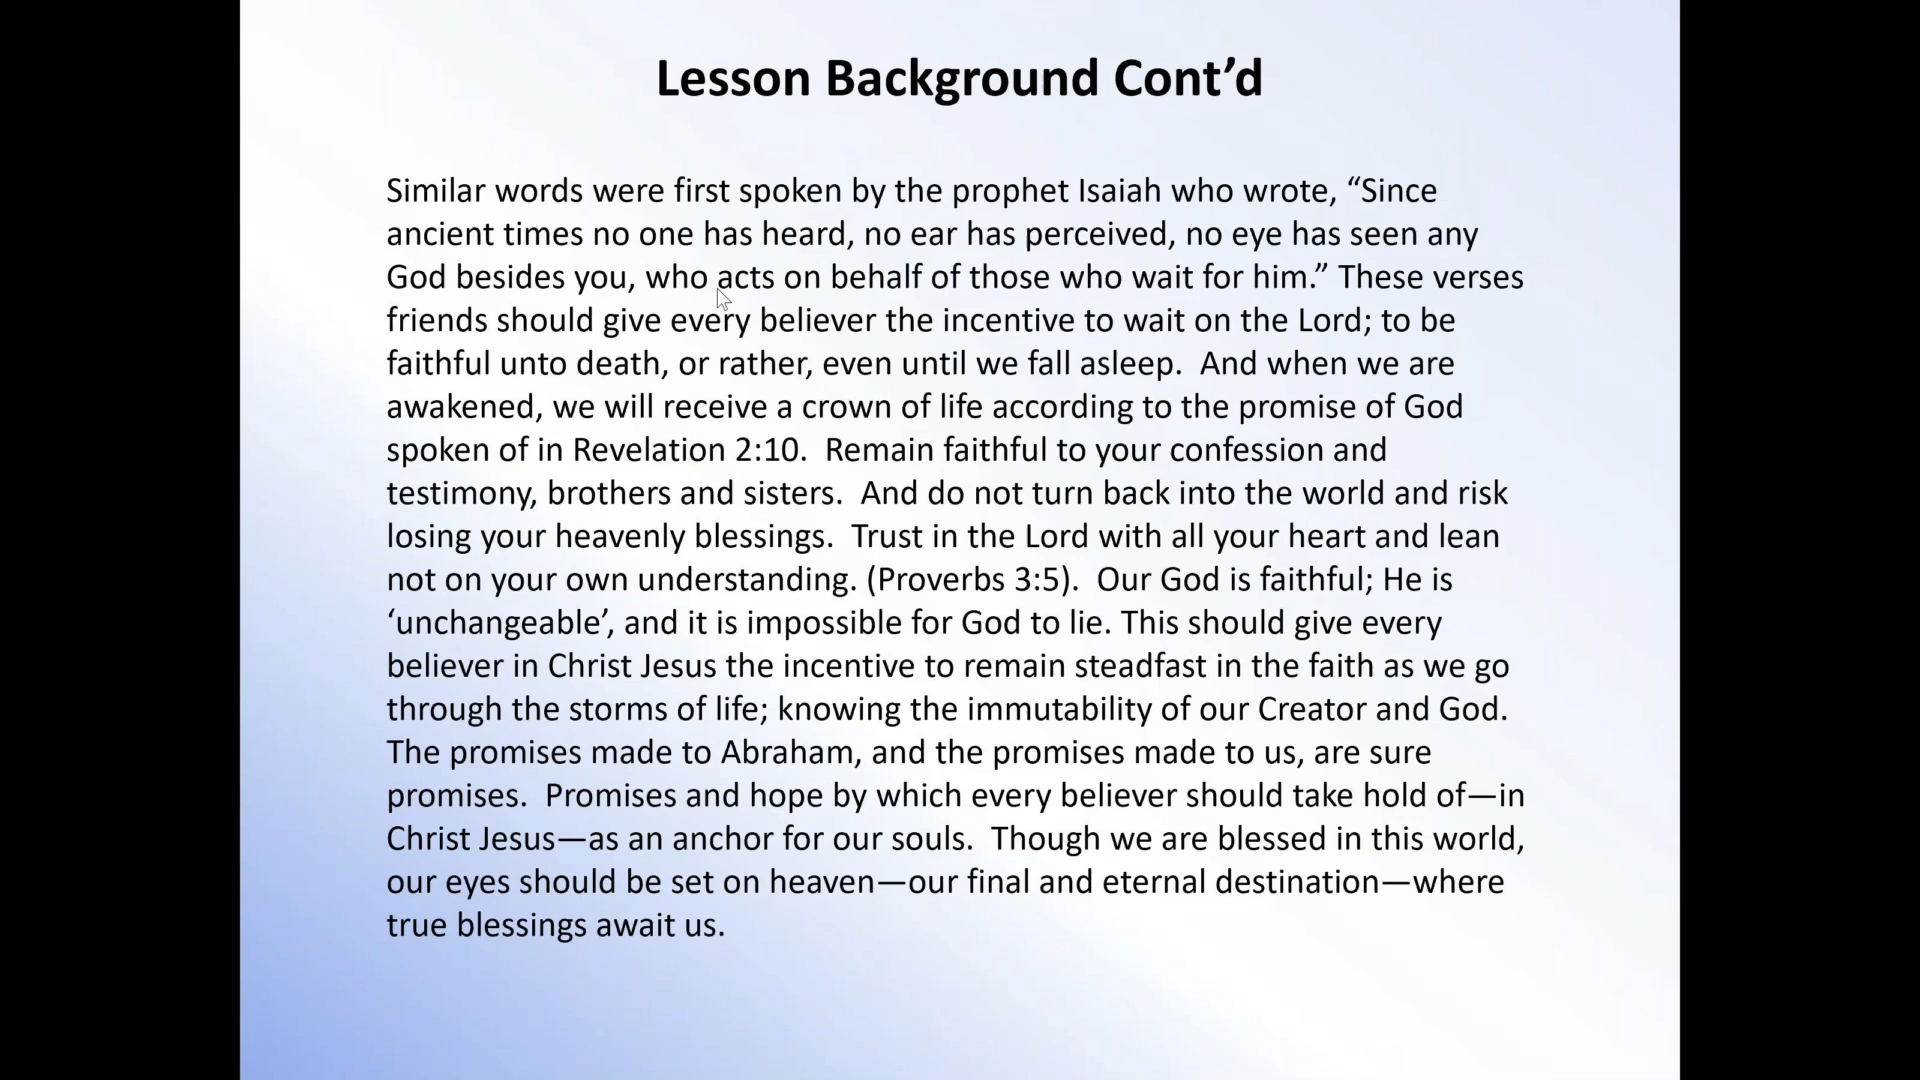 Lesson Background Cont’d
Similar words were first spoken by the prophet Isaiah who wrote, “Since
ancient times no one has heard, no ear has perceived, no eye has seen any
God besides you, who acts on behalf of those who wait for him.” These verses
friends should give every believer the incentive to wait on the Lord; to be
faithful unto death, or rather, even until we fall asleep.  And when we are
awakened, we will receive a crown of life according to the promise of God
spoken of in Revelation 2:10.  Remain faithful to your confession and
testimony, brothers and sisters.  And do not turn back into the world and risk
losing your heavenly blessings.  Trust in the Lord with all your heart and lean
not on your own understanding. (Proverbs 3:5).  Our God is faithful; He is
‘unchangeable’, and it is impossible for God to lie. This should give every
believer in Christ Jesus the incentive to remain steadfast in the faith as we go
through the storms of life; knowing the immutability of our Creator and God.
The promises made to Abraham, and the promises made to us, are sure
promises.  Promises and hope by which every believer should take hold of—in
Christ Jesus—as an anchor for our souls.  Though we are blessed in this world,
our eyes should be set on heaven—our final and eternal destination—where
true blessings await us.